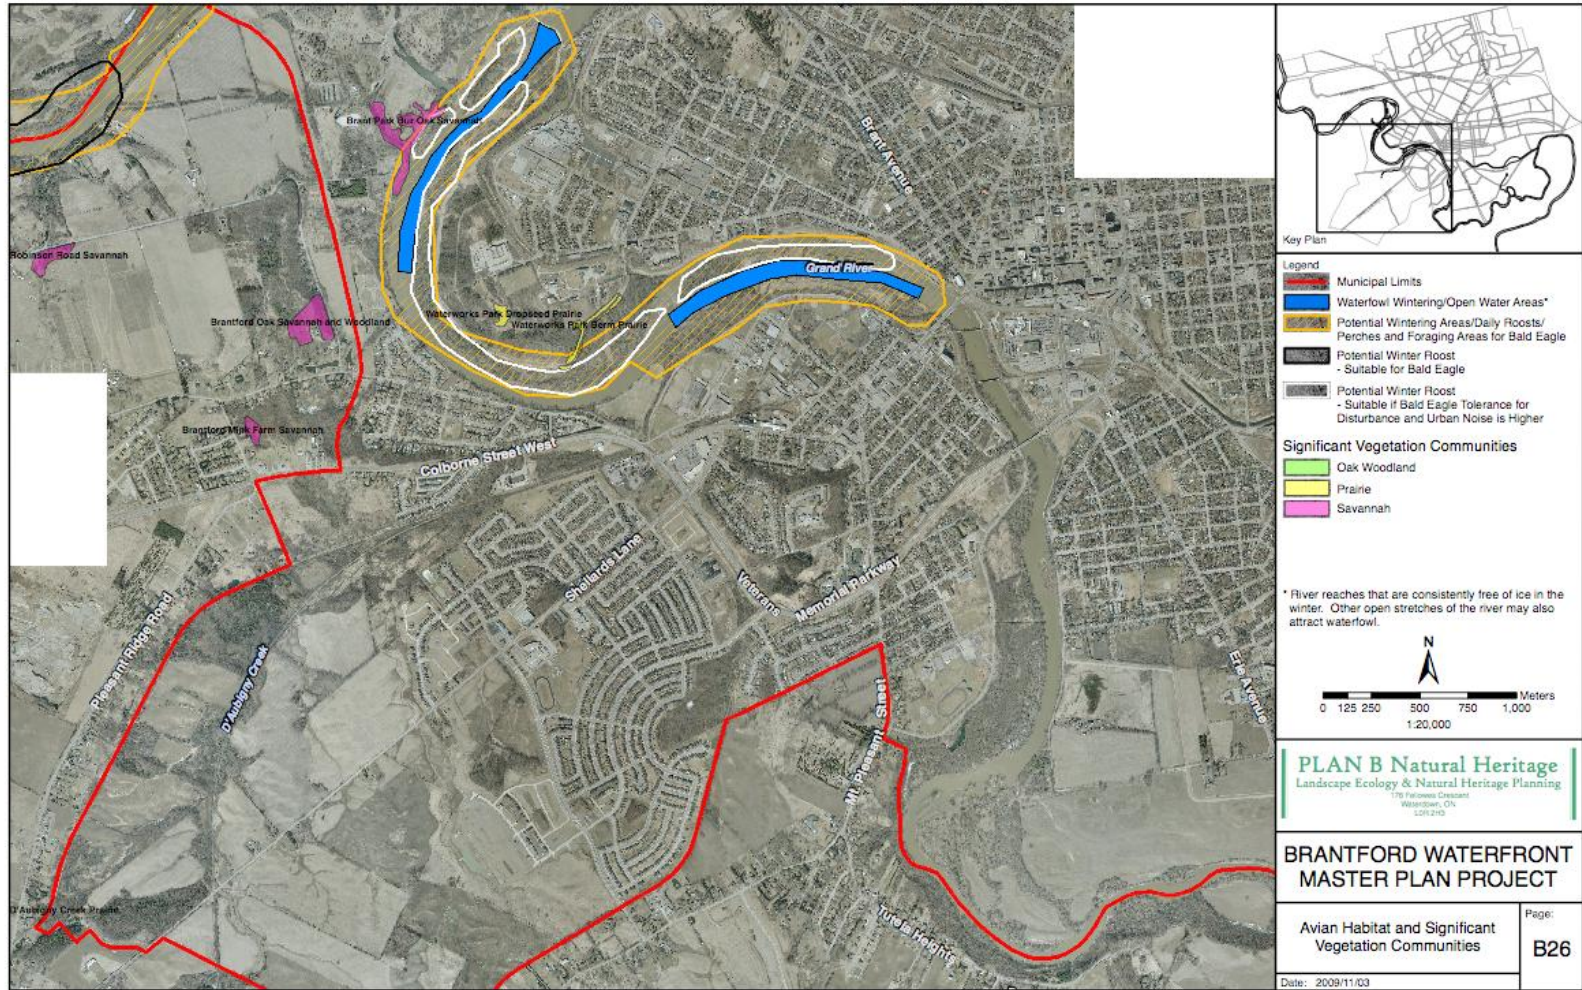 Brant Park Bur Oak Savannah
Brant Avenue
Robinson Road Savannah
Grand River
Brantford Oak Savannah and Woodland
Waterworks Park Dropseed Prairie
Waterworks Park Berm Prairie
Brantford Mink Farm Savannah
Colborne Street West
Shellards Lane
Veterans
Memorial Parkway
Pleasant Ridge Road
D'Aubigny Creek
Erie Avenue
Mt. Pleasant Street
D'Aubigny Creek Prairie
Tutela Heights
Key Plan
Legend
Municipal Limits
Waterfowl Wintering/Open Water Areas*
Potential Wintering Areas/Daily Roosts/
Perches and Foraging Areas for Bald Eagle
Potential Winter Roost
- Suitable for Bald Eagle
Potential Winter Roost
- Suitable if Bald Eagle Tolerance for
Disturbance and Urban Noise is Higher
Significant Vegetation Communities
Oak Woodland
Prairie
Savannah
* River reaches that are consistently free of ice in the
winter. Other open stretches of the river may also
attract waterfowl.
N
Meters
0 125 250 500 750 1,000
1:20,000
PLAN B Natural Heritage
Landscape Ecology & Natural Heritage Planning
178 Fellowes Crescent
Waterdown, ON
L0R 2H3
BRANTFORD WATERFRONT
MASTER PLAN PROJECT
Avian Habitat and Significant
Vegetation Communities
Page:
B26
Date: 2009/11/03